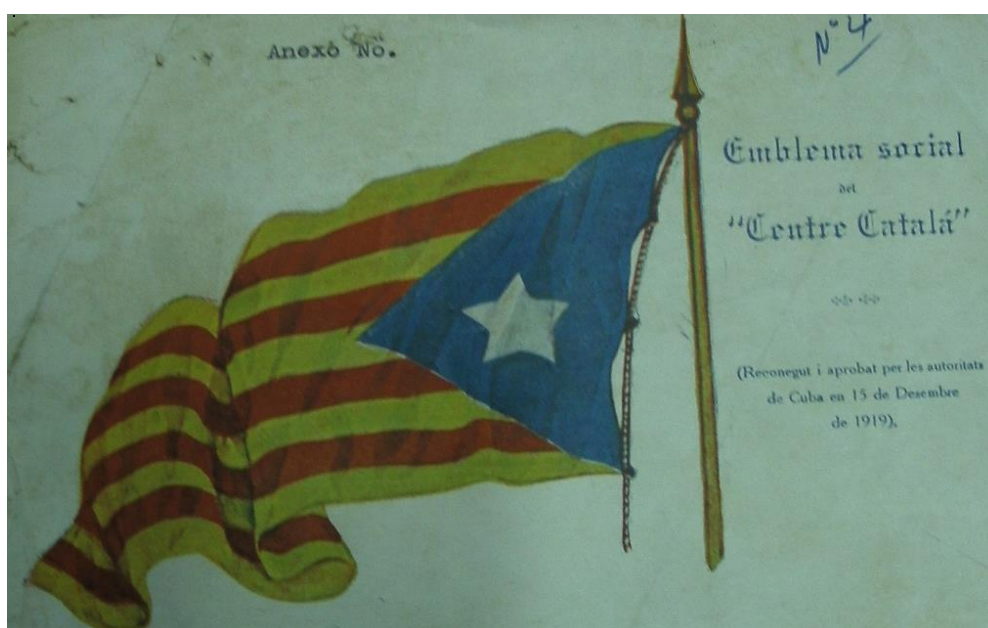 Anexo No.
Nº 4
Emblema social
del
“Centre Catalá”
(Reconegut i aprobat per les autoritats
de Cuba en 15 de Desembre
de 1919).